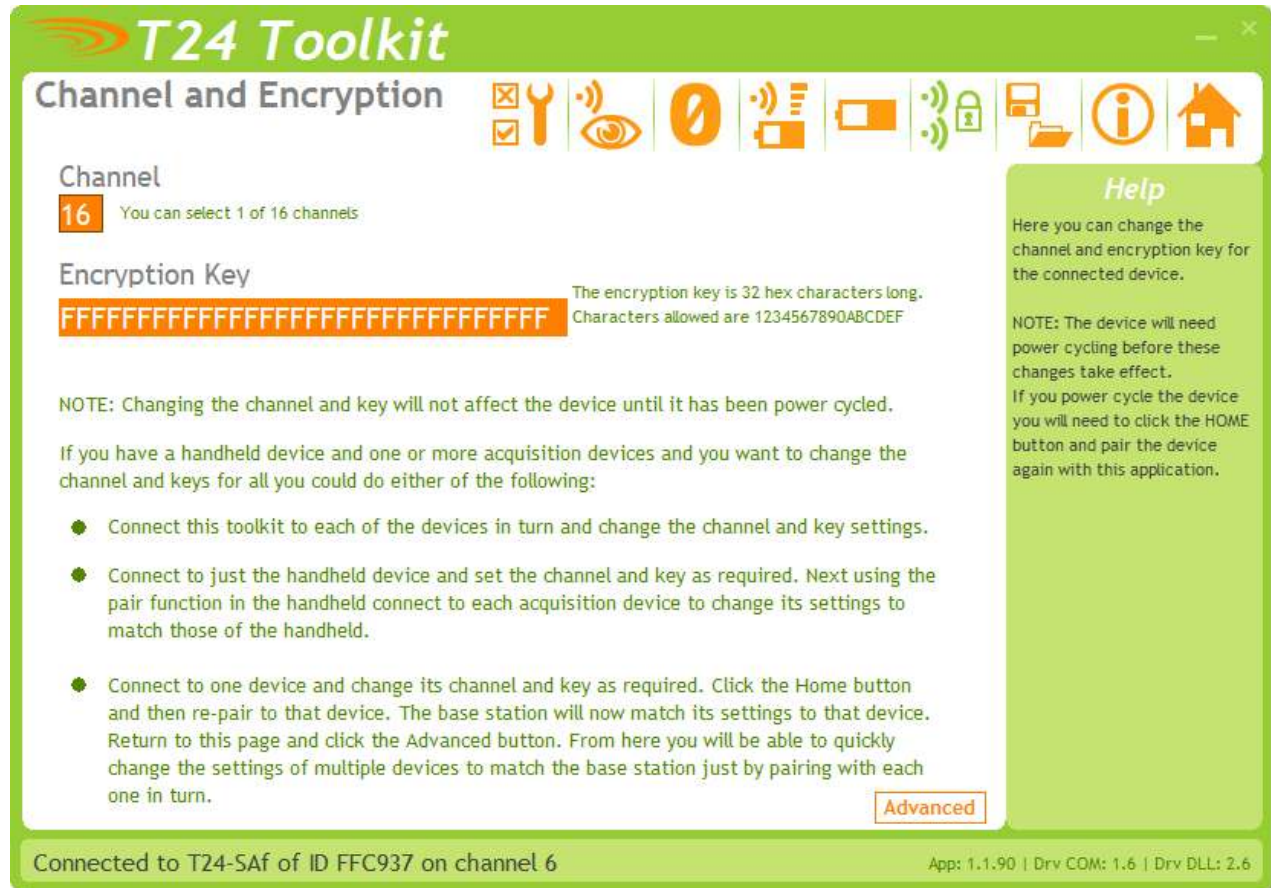 T24 Toolkit
Channel and Encryption
0
Channel
16
You can select 1 of 16 channels
Encryption Key
FFFFFFFFFFFFFFFFFFFFFFFFFFFFFFFF
The encryption key is 32 hex characters long.
Characters allowed are 1234567890ABCDEF
NOTE: Changing the channel and key will not affect the device until it has been power cycled.
If you have a handheld device and one or more acquisition devices and you want to change the
channel and keys for all you could do either of the following:
Connect this toolkit to each of the devices in turn and change the channel and key settings.
Connect to just the handheld device and set the channel and key as required. Next using the
pair function in the handheld connect to each acquisition device to change its settings to
match those of the handheld.
Connect to one device and change its channel and key as required. Click the Home button
and then re-pair to that device. The base station will now match its settings to that device.
Return to this page and click the Advanced button. From here you will be able to quickly
change the settings of multiple devices to match the base station just by pairing with each
one in turn.
Advanced
Help
Here you can change the
channel and encryption key for
the connected device.
NOTE: The device will need
power cycling before these
changes take effect.
If you power cycle the device
you will need to click the HOME
button and pair the device
again with this application.
Connected to T24-SAf of ID FFC937 on channel 6
App: 1.1.90 | Drv COM: 1.6 | Drv DLL: 2.6